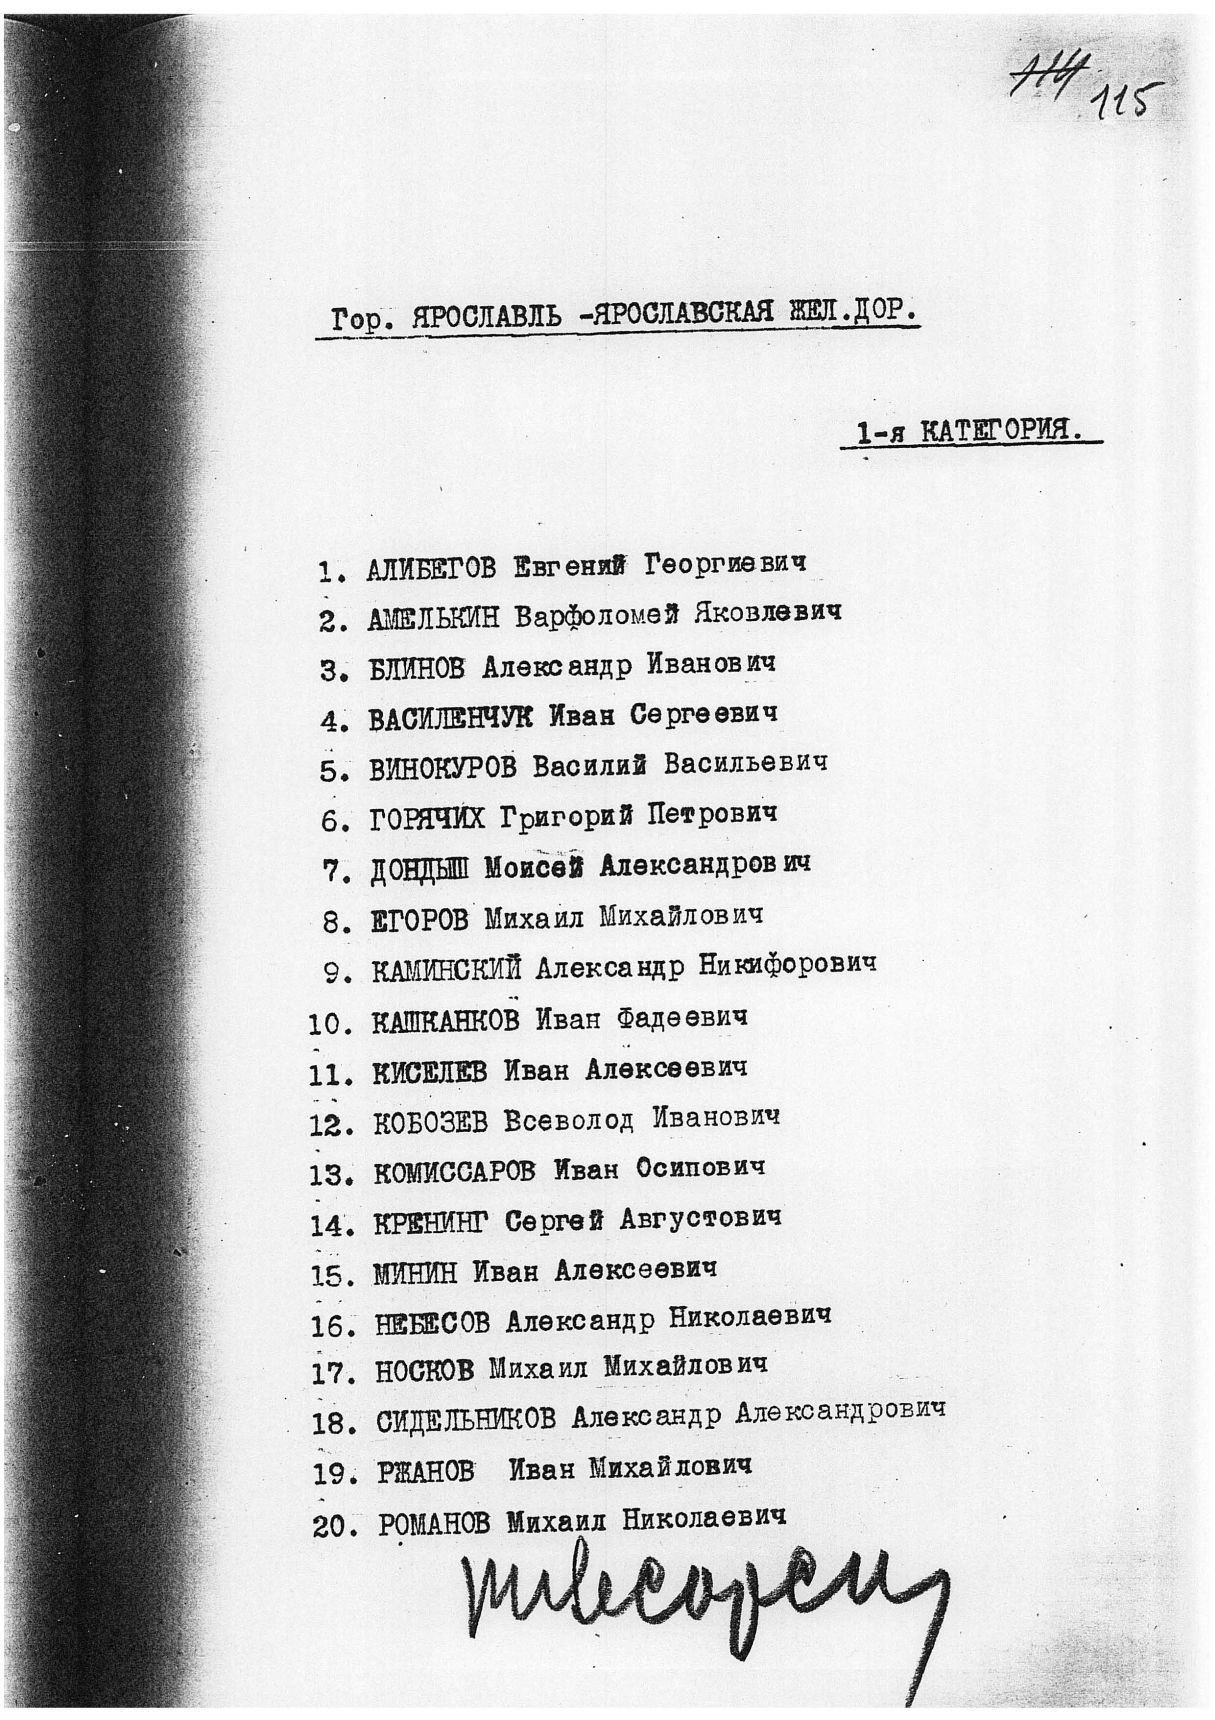 114
115
Гор. ЯРОСЛАВЛЬ -ЯРОСЛАВСКАЯ ЖЕЛ.ДОР.
1-я КАТЕГОРИЯ.
1. АЛИБЕГОВ Евгений Георгиевич
2. АМЕЛЬКИН Варфоломей Яковлевич
3. БЛИНОВ Александр Иванович
4. ВАСИЛЕНЧУК Иван Сергеевич
5. ВИНОКУРОВ Василий Васильевич
6. ГОРЯЧИХ Григорий Петрович
7. ДОНДЫШ Моисей Александрович
8. ЕГОРОВ Михаил Михайлович
9. КАМИНСКИЙ Александр Никифорович
10. КАШКАНКОВ Иван Фадеевич
11. КИСЕЛЕВ Иван Алексеевич
12. КОБОЗЕВ Всеволод Иванович
13. КОМИССАРОВ Иван Осипович
14. КРЕНИНГ Сергей Августович
15. МИНИН Иван Алексеевич
16. НЕБЕСОВ Александр Николаевич
17. НОСКОВ Михаил Михайлович
18. СИДЕЛЬНИКОВ Александр Александрович
19. РЖАНОВ Иван Михайлович
20. РОМАНОВ Михаил Николаевич